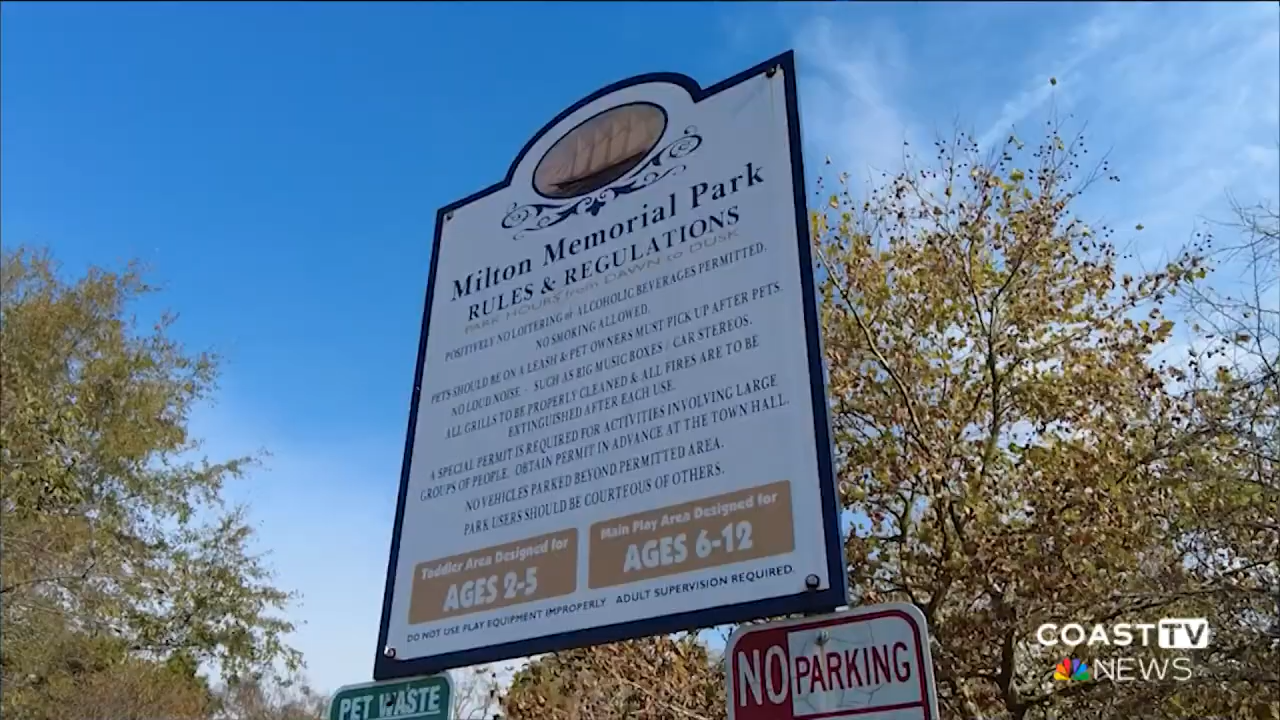 Milton Memorial Park
RULES & REGULATIONS
PARK HOURS from DAWN to DUSK
POSITIVELY NO LOITERING or ALCOHOLIC BEVERAGES PERMITTED.
NO SMOKING ALLOWED.
PETS SHOULD BE ON A LEASH & PET OWNERS MUST PICK UP AFTER PETS.
NO LOUD NOISE - SUCH AS BIG MUSIC BOXES / CAR STEREOS.
ALL GRILLS TO BE PROPERLY CLEANED & ALL FIRES ARE TO BE
EXTINGUISHED AFTER EACH USE.
A SPECIAL PERMIT IS REQUIRED FOR ACTIVITIES INVOLVING LARGE
GROUPS OF PEOPLE. OBTAIN PERMIT IN ADVANCE AT THE TOWN HALL.
NO VEHICLES PARKED BEYOND PERMITTED AREA.
PARK USERS SHOULD BE COURTEOUS OF OTHERS.
Toddler Area Designed for
AGES 2-5
Main Play Area Designed for
AGES 6-12
DO NOT USE PLAY EQUIPMENT IMPROPERLY ADULT SUPERVISION REQUIRED.
PET WASTE
NO PARKING
COAST TV
NEWS